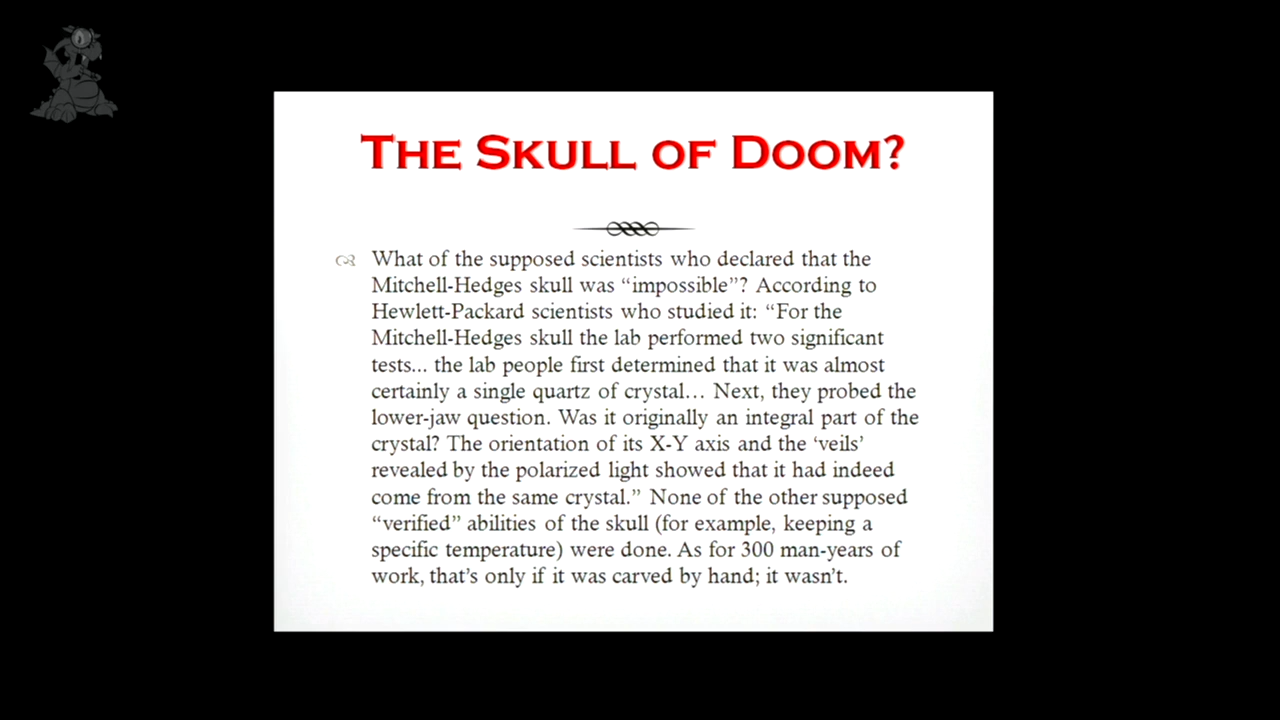 THE SKULL OF DOOM?
What of the supposed scientists who declared that the
Mitchell-Hedges skull was “impossible”? According to
Hewlett-Packard scientists who studied it: “For the
Mitchell-Hedges skull the lab performed two significant
tests... the lab people first determined that it was almost
certainly a single quartz of crystal… Next, they probed the
lower-jaw question. Was it originally an integral part of the
crystal? The orientation of its X-Y axis and the ‘veils’
revealed by the polarized light showed that it had indeed
come from the same crystal.” None of the other supposed
“verified” abilities of the skull (for example, keeping a
specific temperature) were done. As for 300 man-years of
work, that’s only if it was carved by hand; it wasn’t.